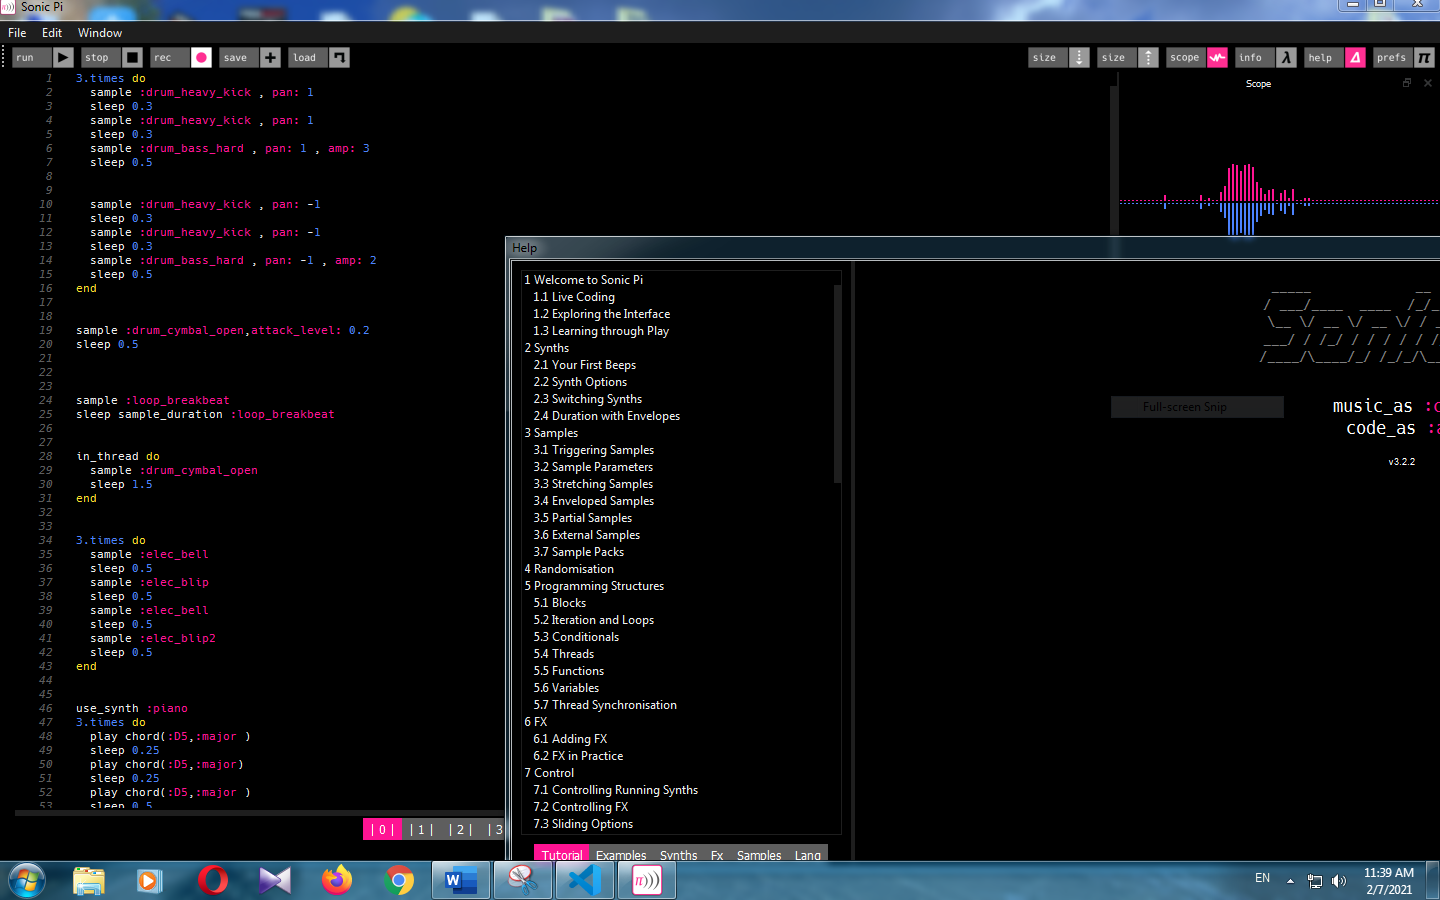 Sonic Pi
File Edit Window
run stop rec save load size size scope info help prefs
1 3.times do
2 sample :drum_heavy_kick , pan: 1
3 sleep 0.3
4 sample :drum_heavy_kick , pan: 1
5 sleep 0.3
6 sample :drum_bass_hard , pan: 1 , amp: 3
7 sleep 0.5
8
9
10 sample :drum_heavy_kick , pan: -1
11 sleep 0.3
12 sample :drum_heavy_kick , pan: -1
13 sleep 0.3
14 sample :drum_bass_hard , pan: -1 , amp: 2
15 sleep 0.5
16 end
17
18
19 sample :drum_cymbal_open,attack_level: 0.2
20 sleep 0.5
21
22
23
24 sample :loop_breakbeat
25 sleep sample_duration :loop_breakbeat
26
27
28 in_thread do
29 sample :drum_cymbal_open
30 sleep 1.5
31 end
32
33
34 3.times do
35 sample :elec_bell
36 sleep 0.5
37 sample :elec_blip
38 sleep 0.5
39 sample :elec_bell
40 sleep 0.5
41 sample :elec_blip2
42 sleep 0.5
43 end
44
45
46 use_synth :piano
47 3.times do
48 play chord(:D5,:major )
49 sleep 0.25
50 play chord(:D5,:major)
51 sleep 0.25
52 play chord(:D5,:major )
53 sleep 0.5
| 0 | | 1 | | 2 | | 3
Scope
Help
1 Welcome to Sonic Pi
1.1 Live Coding
1.2 Exploring the Interface
1.3 Learning through Play
2 Synths
2.1 Your First Beeps
2.2 Synth Options
2.3 Switching Synths
2.4 Duration with Envelopes
3 Samples
3.1 Triggering Samples
3.2 Sample Parameters
3.3 Stretching Samples
3.4 Enveloped Samples
3.5 Partial Samples
3.6 External Samples
3.7 Sample Packs
4 Randomisation
5 Programming Structures
5.1 Blocks
5.2 Iteration and Loops
5.3 Conditionals
5.4 Threads
5.5 Functions
5.6 Variables
5.7 Thread Synchronisation
6 FX
6.1 Adding FX
6.2 FX in Practice
7 Control
7.1 Controlling Running Synths
7.2 Controlling FX
7.3 Sliding Options
Tutorial Examples Synths Fx Samples Lang
Full-screen Snip
music_as :
code_as :
v3.2.2
EN
11:39 AM
2/7/2021